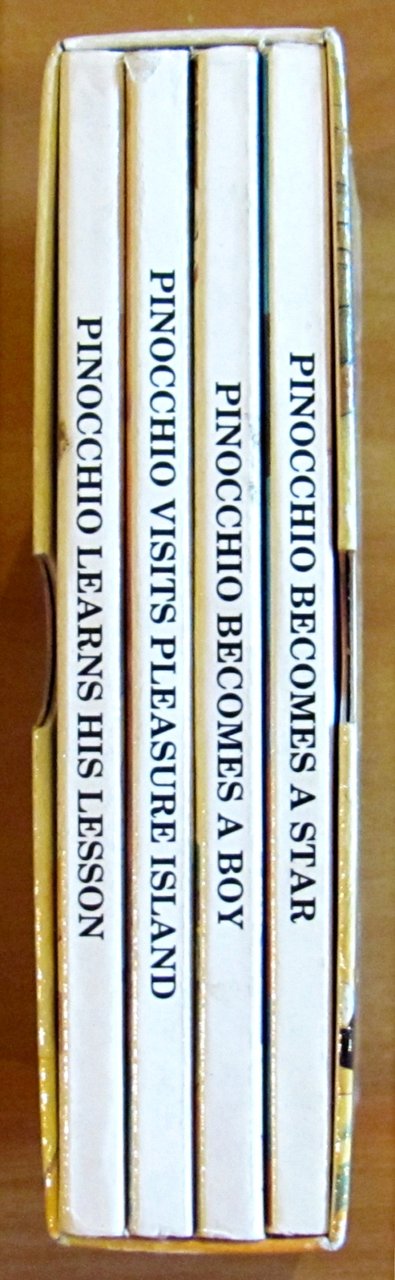 PINOCCHIO LEARNS HIS LESSON
PINOCCHIO VISITS PLEASURE ISLAND
PINOCCHIO BECOMES A BOY
PINOCCHIO BECOMES A STAR